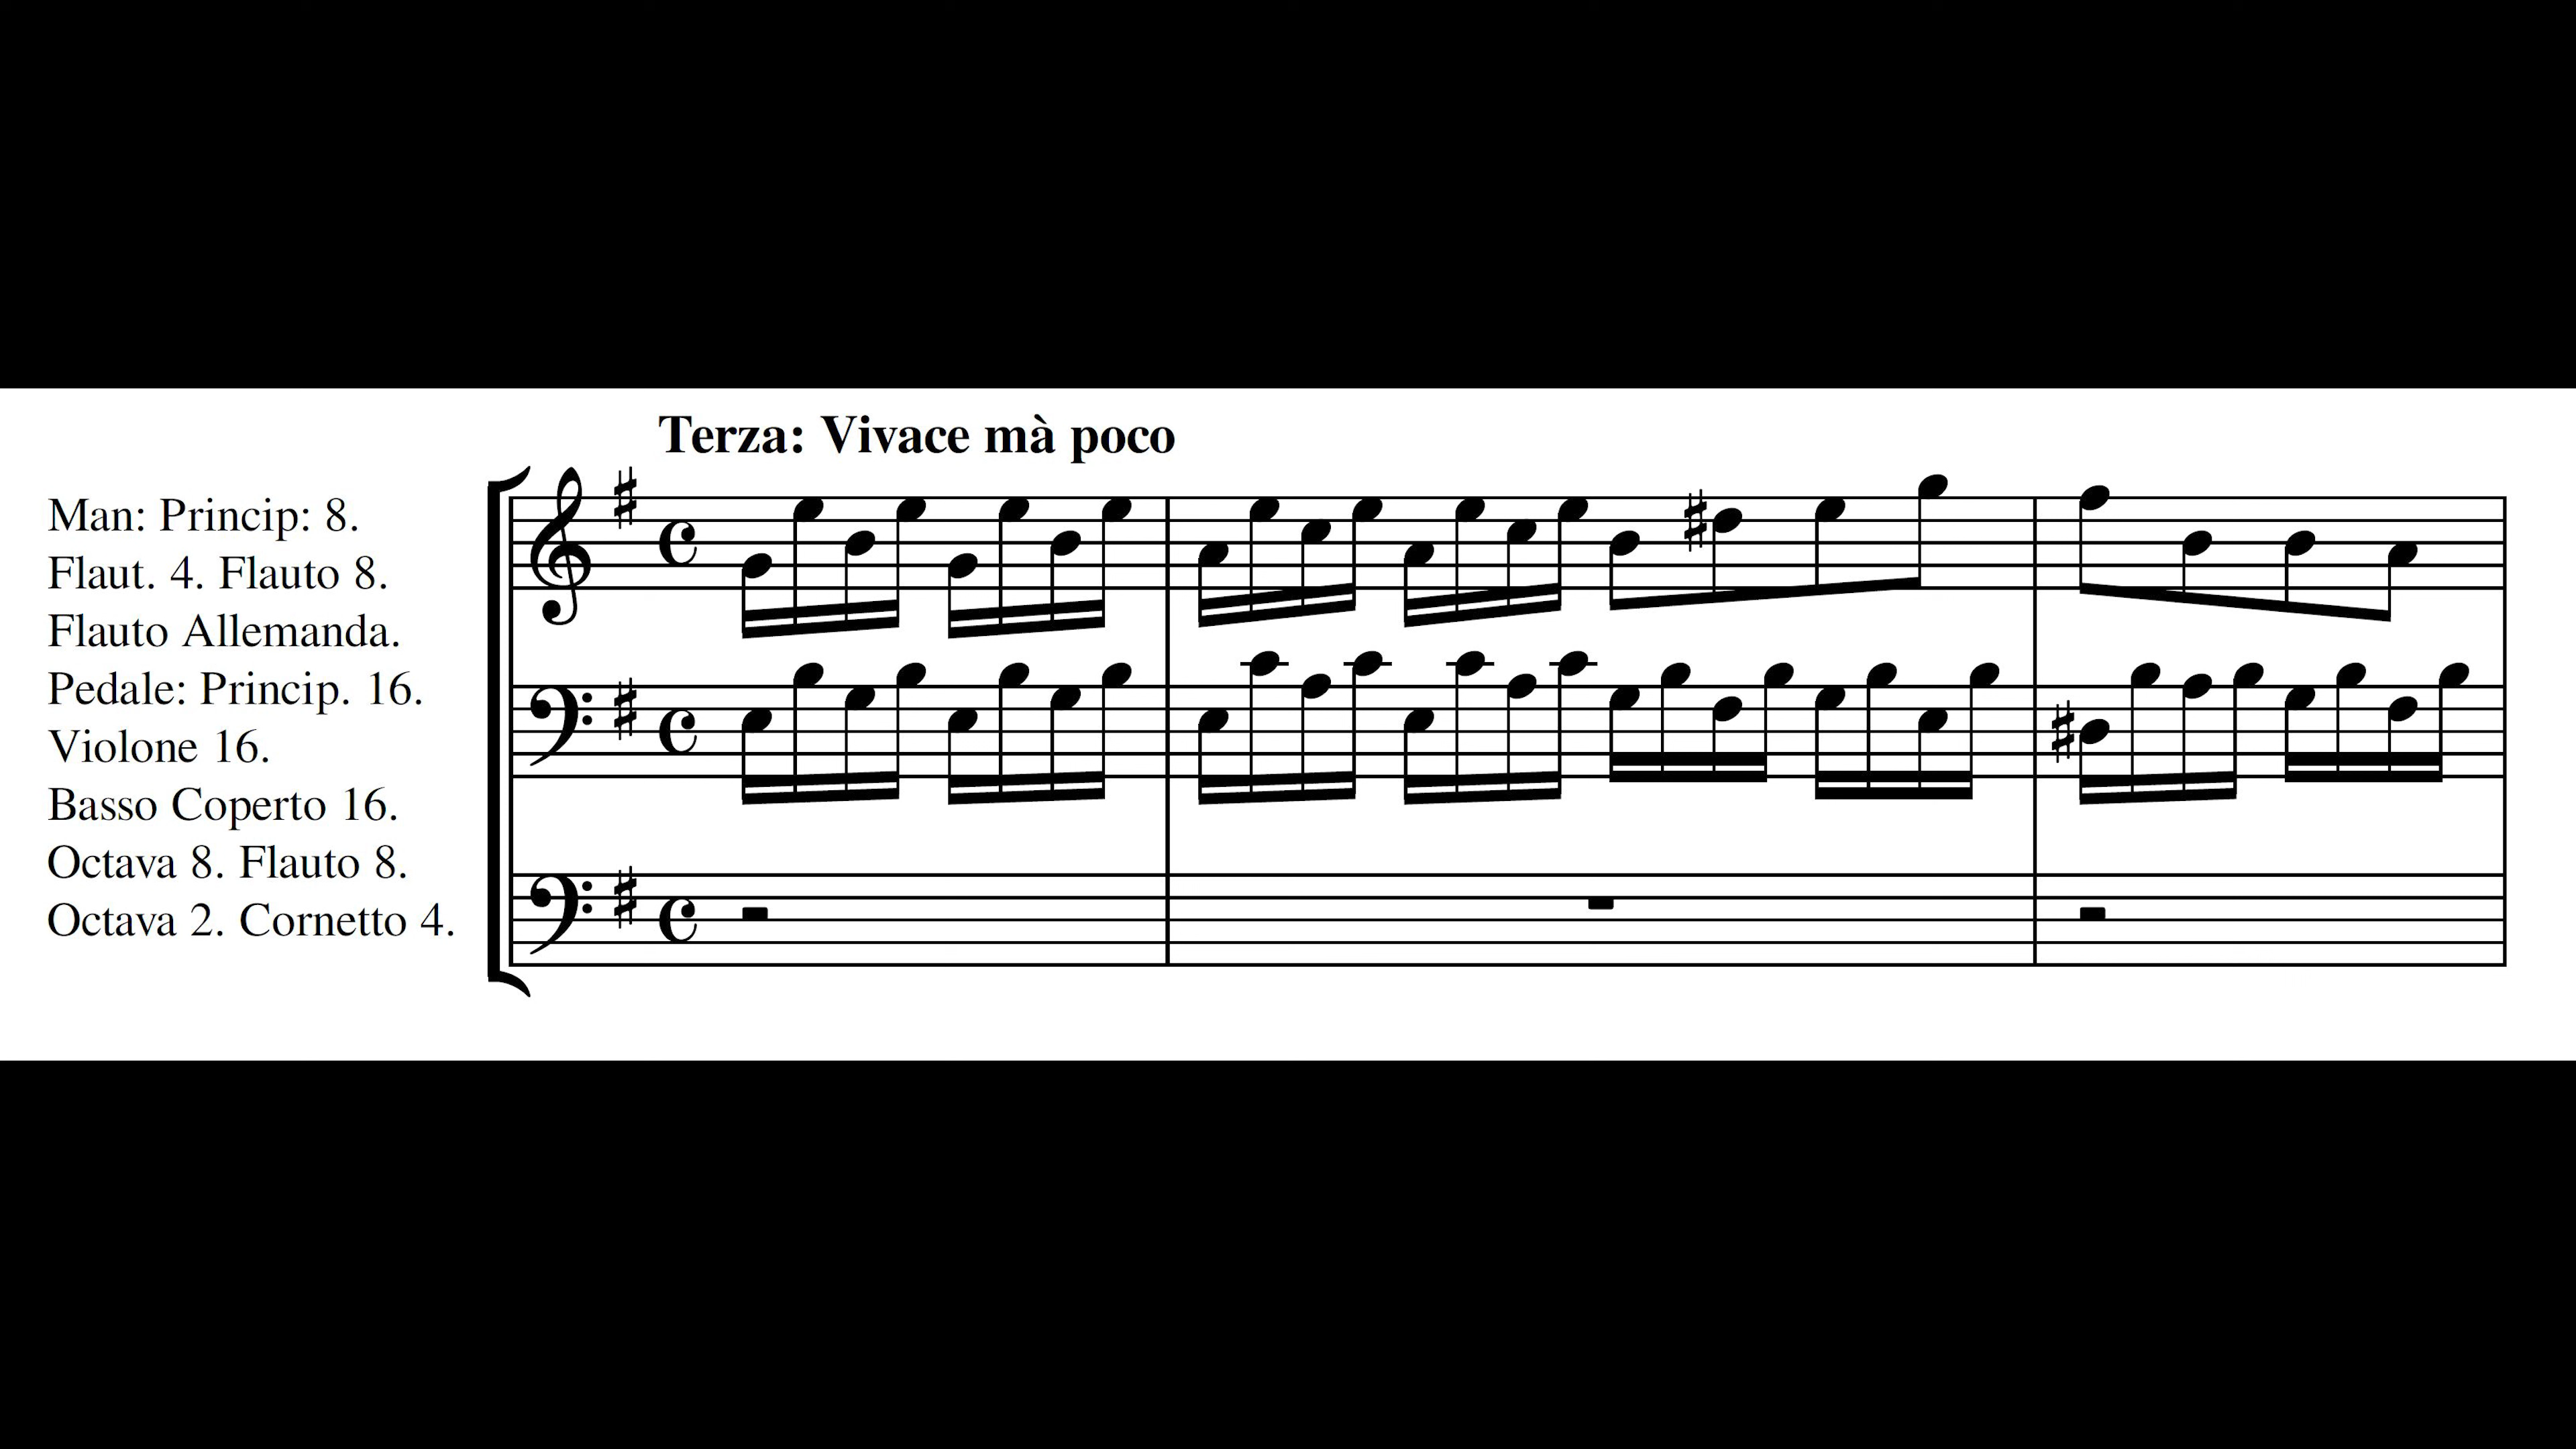 Terza: Vivace mà poco
Man: Princip: 8.
Flaut. 4. Flauto 8.
Flauto Allemanda.
Pedale: Princip. 16.
Violone 16.
Basso Coperto 16.
Octava 8. Flauto 8.
Octava 2. Cornetto 4.